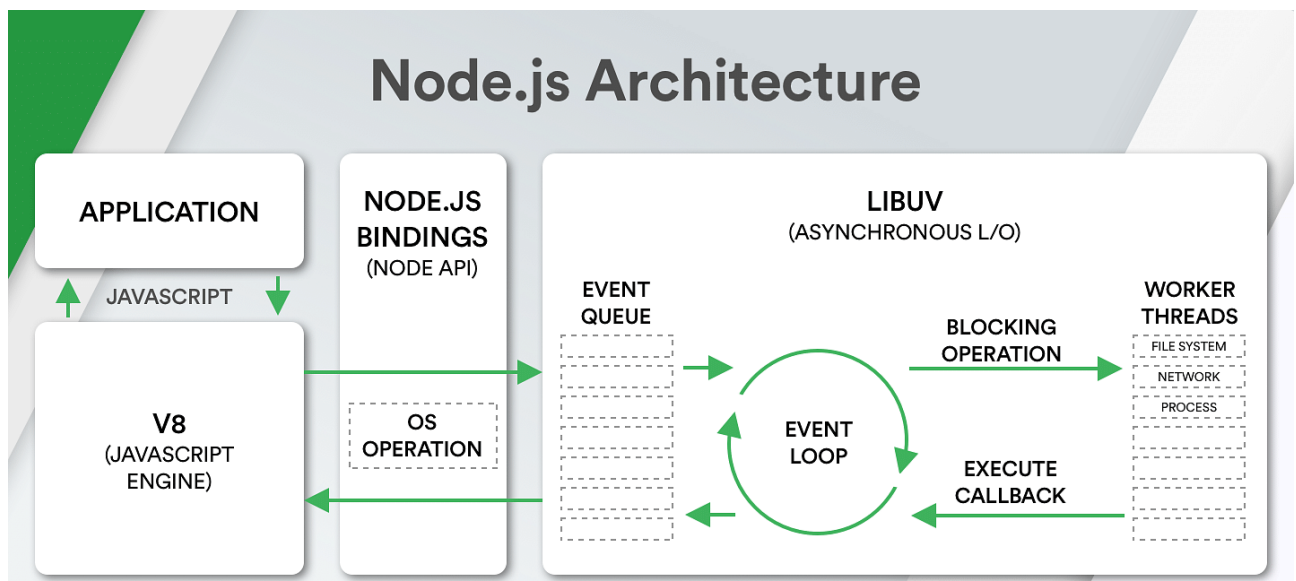 Node.js Architecture
APPLICATION
JAVASCRIPT
V8
(JAVASCRIPT
ENGINE)
NODE.JS
BINDINGS
(NODE API)
OS
OPERATION
LIBUV
(ASYNCHRONOUS L/O)
EVENT
QUEUE
EVENT
LOOP
BLOCKING
OPERATION
EXECUTE
CALLBACK
WORKER
THREADS
FILE SYSTEM
NETWORK
PROCESS